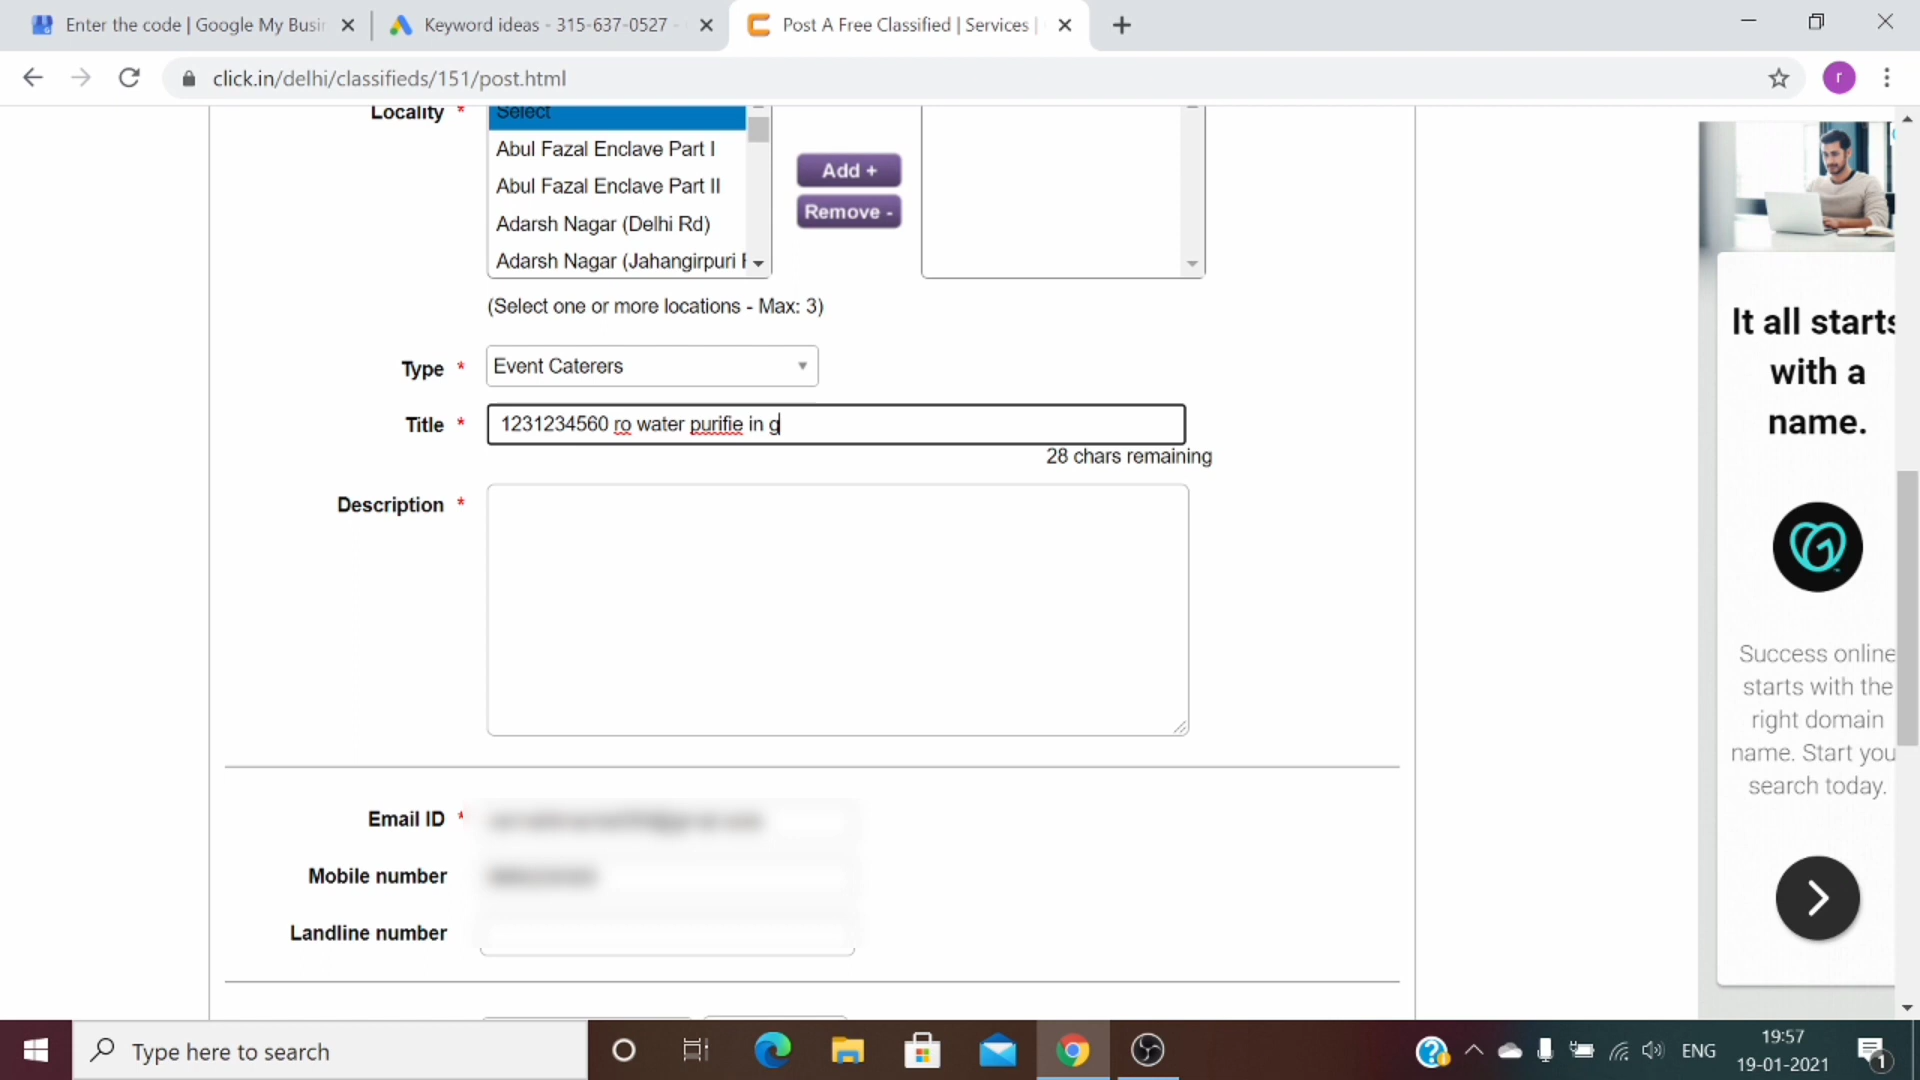 Enter the code | Google My Busi
Keyword ideas - 315-637-0527 -
Post A Free Classified | Services |
click.in/delhi/classifieds/151/post.html
r
Locality *
Select
Abul Fazal Enclave Part I
Abul Fazal Enclave Part II
Adarsh Nagar (Delhi Rd)
Adarsh Nagar (Jahangirpuri
Add +
Remove -
(Select one or more locations - Max: 3)
Type *
Event Caterers
Title *
1231234560 ro water purifie in g
28 chars remaining
Description *
Email ID *
Mobile number
Landline number
It all starts
with a
name.
Success online
starts with the
right domain
name. Start you
search today.
Type here to search
ENG
19:57
19-01-2021
1